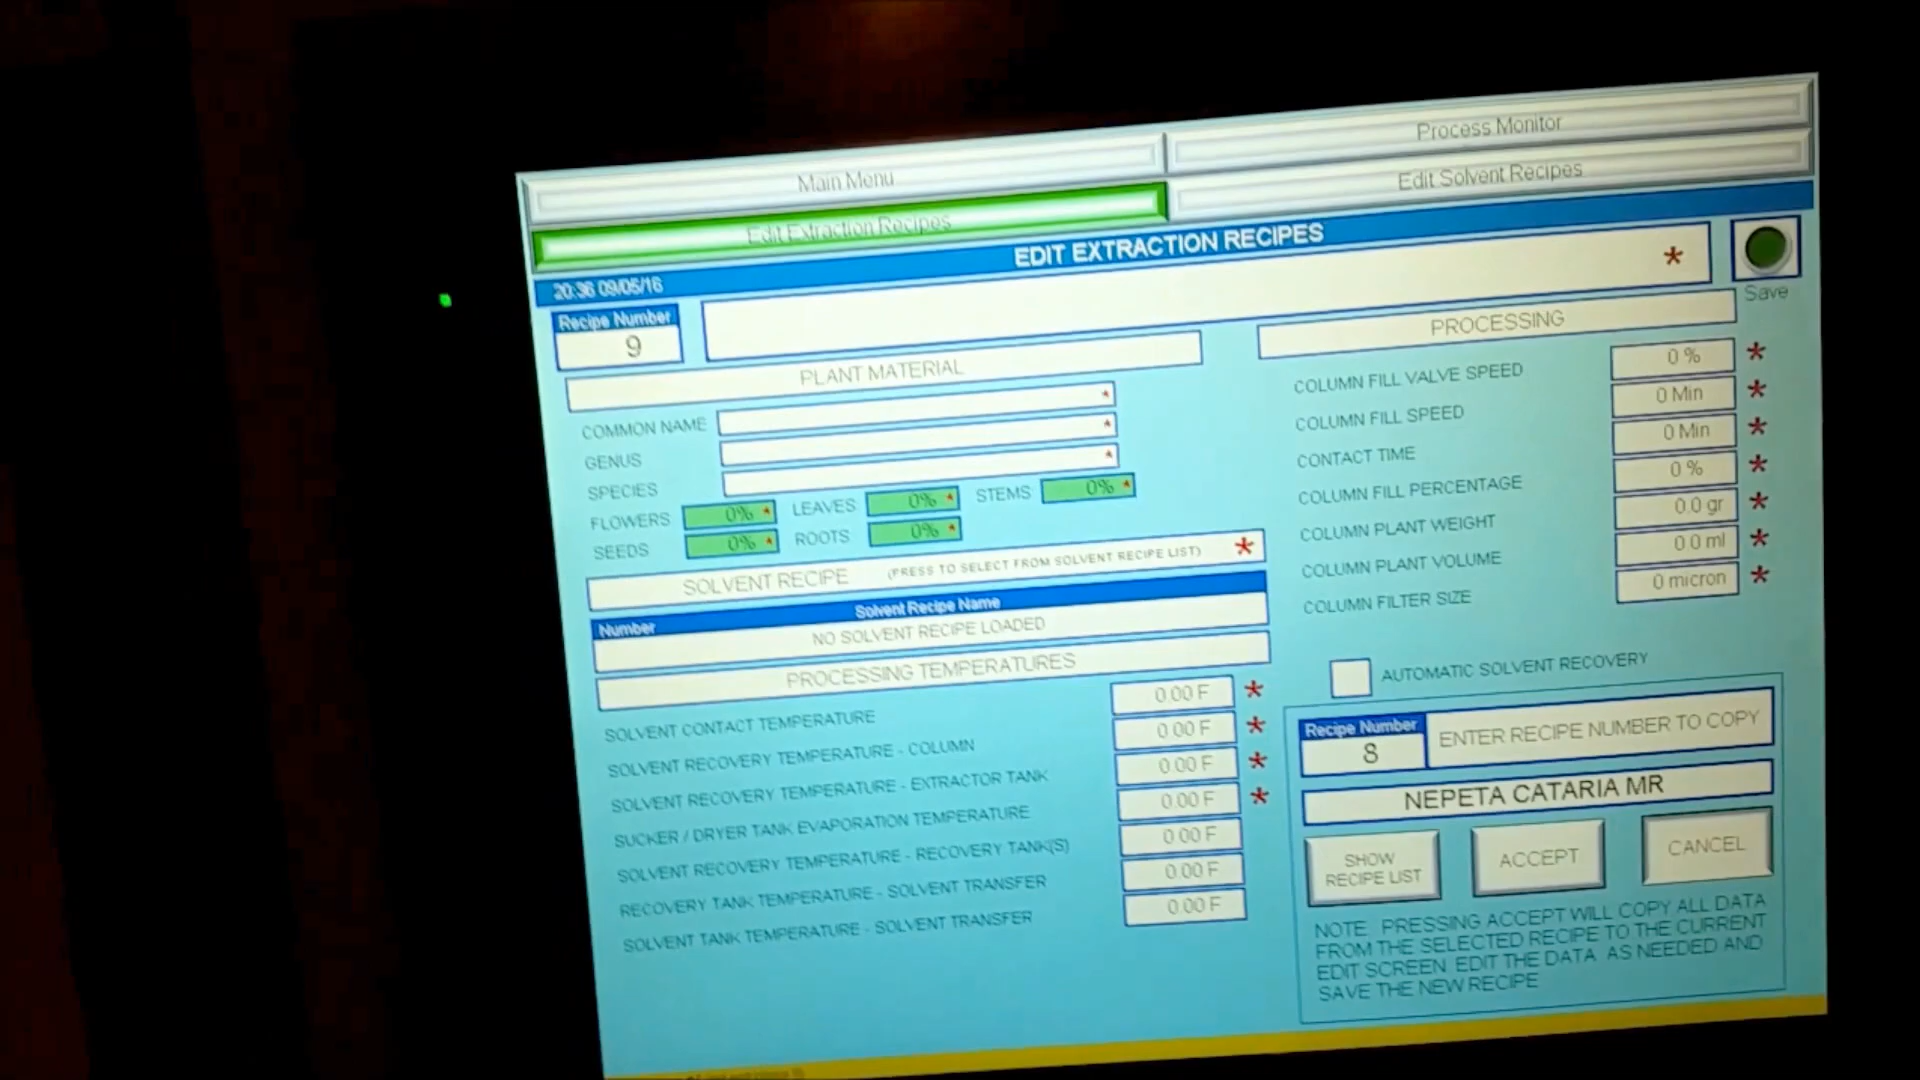 Main Menu
Process Monitor
Edit Extraction Recipes
Edit Solvent Recipes
EDIT EXTRACTION RECIPES
20:36 09/05/16
Recipe Number
9
*
Save
PLANT MATERIAL
COMMON NAME *
GENUS *
SPECIES *
FLOWERS 0% * LEAVES 0% * STEMS 0% *
SEEDS 0% * ROOTS 0% *
SOLVENT RECIPE (PRESS TO SELECT FROM SOLVENT RECIPE LIST) *
Number Solvent Recipe Name
NO SOLVENT RECIPE LOADED
PROCESSING TEMPERATURES
SOLVENT CONTACT TEMPERATURE 0.00 F *
SOLVENT RECOVERY TEMPERATURE - COLUMN 0.00 F *
SOLVENT RECOVERY TEMPERATURE - EXTRACTOR TANK 0.00 F *
SUCKER / DRYER TANK EVAPORATION TEMPERATURE 0.00 F *
SOLVENT RECOVERY TEMPERATURE - RECOVERY TANK(S) 0.00 F
RECOVERY TANK TEMPERATURE - SOLVENT TRANSFER 0.00 F
SOLVENT TANK TEMPERATURE - SOLVENT TRANSFER 0.00 F
PROCESSING
COLUMN FILL VALVE SPEED 0 % *
COLUMN FILL SPEED 0 Min *
CONTACT TIME 0 Min *
COLUMN FILL PERCENTAGE 0 % *
COLUMN PLANT WEIGHT 0.0 gr *
COLUMN PLANT VOLUME 0.0 ml *
COLUMN FILTER SIZE 0 micron *
AUTOMATIC SOLVENT RECOVERY
Recipe Number
8
ENTER RECIPE NUMBER TO COPY
NEPETA CATARIA MR
SHOW
RECIPE LIST
ACCEPT
CANCEL
NOTE PRESSING ACCEPT WILL COPY ALL DATA
FROM THE SELECTED RECIPE TO THE CURRENT
EDIT SCREEN. EDIT THE DATA AS NEEDED AND
SAVE THE NEW RECIPE